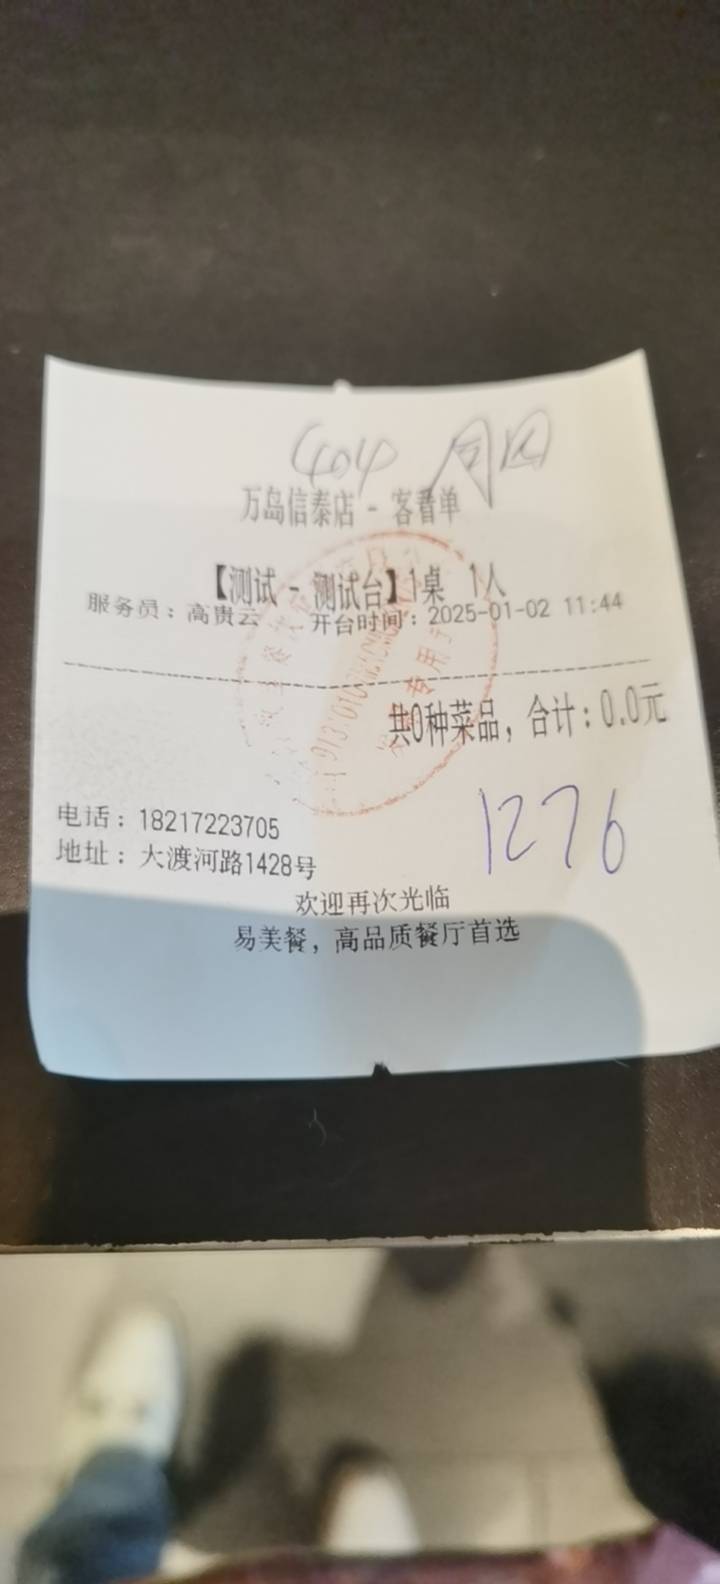 404 周四
万岛信泰店 - 客看单
【测试 - 测试台】1桌 1人
服务员：高贵云 开台时间：2025-01-02 11:44
共0种菜品，合计：0.0元
1276
电话：18217223705
地址：大渡河路1428号
欢迎再次光临
易美餐，高品质餐厅首选